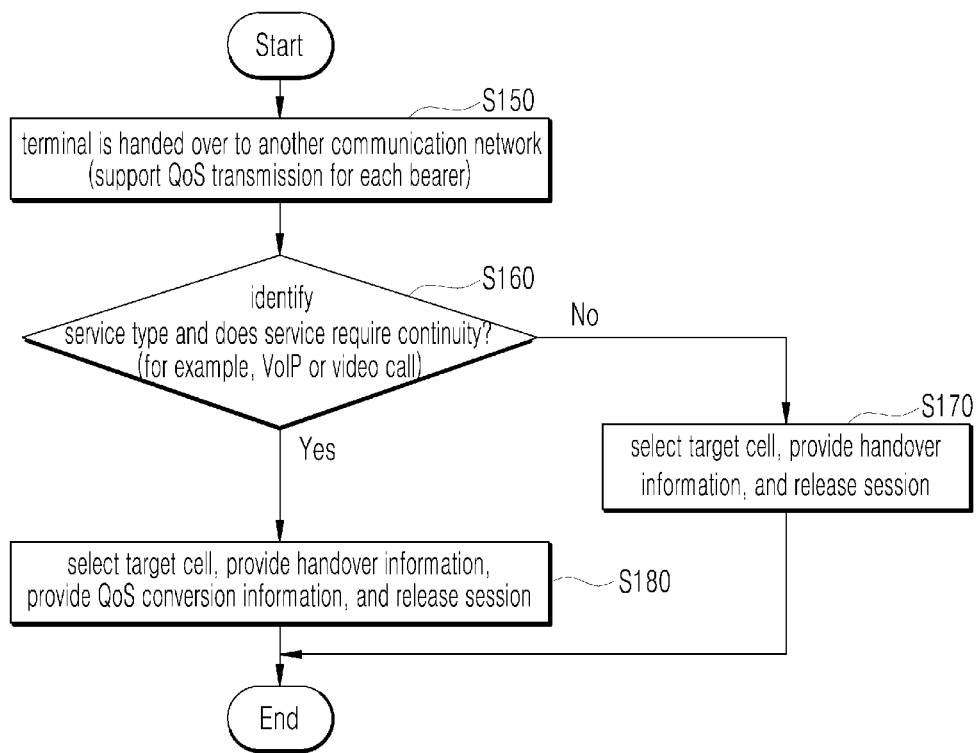 Start
S150
terminal is handed over to another communication network
(support QoS transmission for each bearer)
S160
identify
service type and does service require continuity?
(for example, VoIP or video call)
No
Yes
S170
select target cell, provide handover
information, and release session
select target cell, provide handover information,
provide QoS conversion information, and release session
S180
End